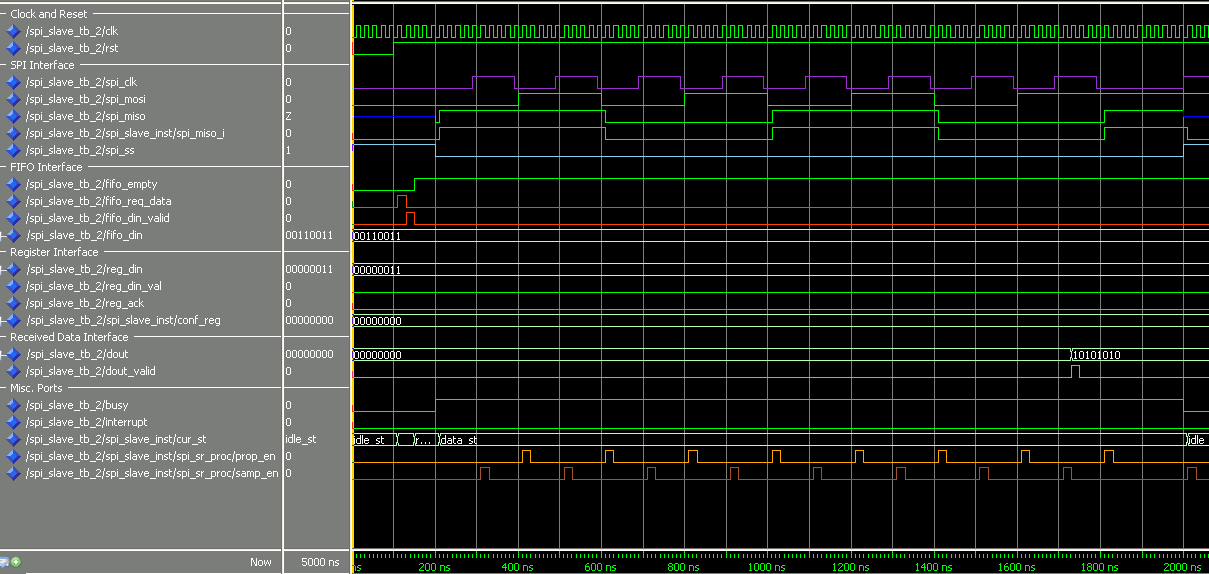 Clock and Reset
/spi_slave_tb_2/clk 0
/spi_slave_tb_2/rst 0
SPI Interface
/spi_slave_tb_2/spi_clk 0
/spi_slave_tb_2/spi_mosi 0
/spi_slave_tb_2/spi_miso Z
/spi_slave_tb_2/spi_slave_inst/spi_miso_i 0
/spi_slave_tb_2/spi_ss 1
FIFO Interface
/spi_slave_tb_2/fifo_empty 0
/spi_slave_tb_2/fifo_req_data 0
/spi_slave_tb_2/fifo_din_valid 0
/spi_slave_tb_2/fifo_din 00110011 00110011
Register Interface
/spi_slave_tb_2/reg_din 00000011 00000011
/spi_slave_tb_2/reg_din_val 0
/spi_slave_tb_2/reg_ack 0
/spi_slave_tb_2/spi_slave_inst/conf_reg 00000000 00000000
Received Data Interface
/spi_slave_tb_2/dout 00000000 00000000 10101010
/spi_slave_tb_2/dout_valid 0
Misc. Ports
/spi_slave_tb_2/busy 0
/spi_slave_tb_2/interrupt 0
/spi_slave_tb_2/spi_slave_inst/cur_st idle_st idle_st r... data_st idle
/spi_slave_tb_2/spi_slave_inst/spi_sr_proc/prop_en 0
/spi_slave_tb_2/spi_slave_inst/spi_sr_proc/samp_en 0
Now 5000 ns ns 200 ns 400 ns 600 ns 800 ns 1000 ns 1200 ns 1400 ns 1600 ns 1800 ns 2000 ns